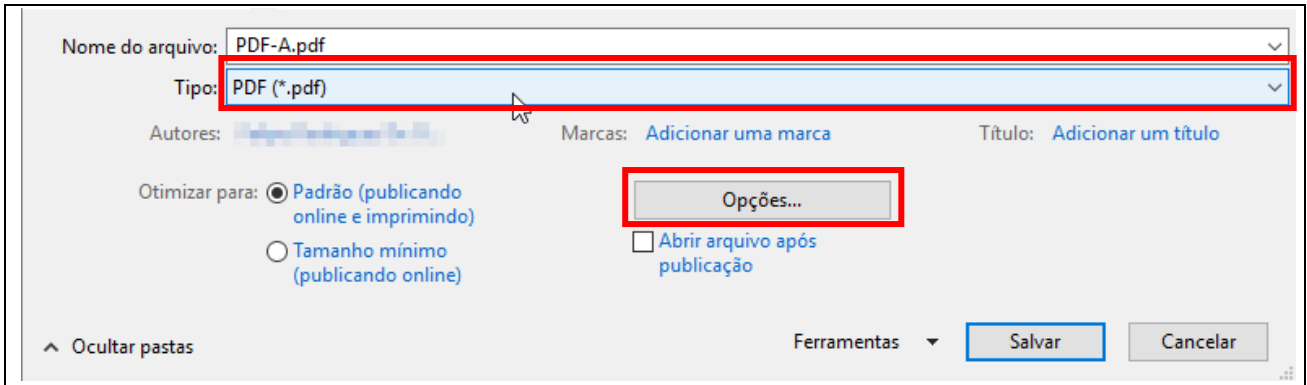 Nome do arquivo: PDF-A.pdf
Tipo: PDF (*.pdf)
Autores: Marcas: Adicionar uma marca Título: Adicionar um título
Otimizar para: Padrão (publicando
online e imprimindo)
Tamanho mínimo
(publicando online)
Opções...
Abrir arquivo após
publicação
Ocultar pastas Ferramentas Salvar Cancelar